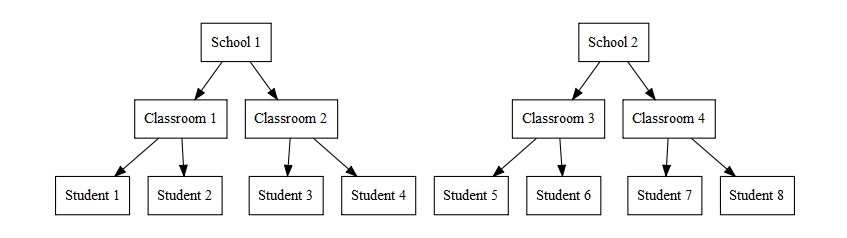 School 1
School 2
Classroom 1
Classroom 2
Classroom 3
Classroom 4
Student 1
Student 2
Student 3
Student 4
Student 5
Student 6
Student 7
Student 8